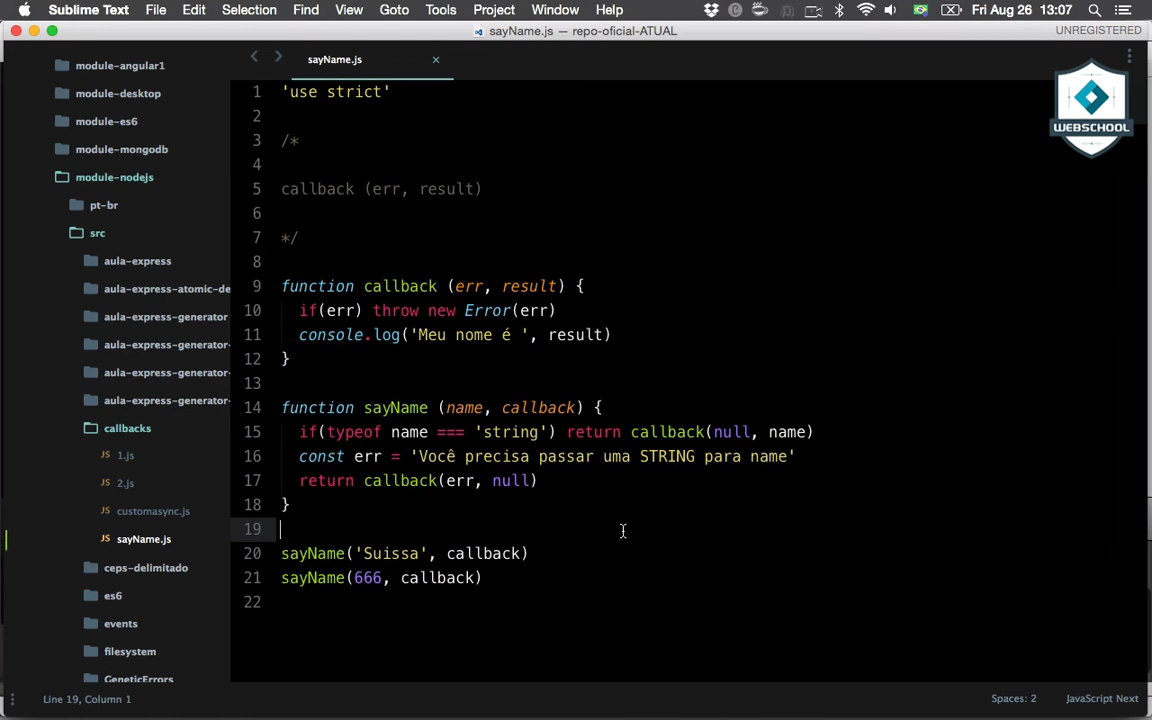 Sublime Text File Edit Selection Find View Goto Tools Project Window Help Fri Aug 26 13:07
sayName.js — repo-oficial-ATUAL UNREGISTERED
module-angular1
module-desktop
module-es6
module-mongodb
module-nodejs
pt-br
src
aula-express
aula-express-atomic-de
aula-express-generator
aula-express-generator-
aula-express-generator-
aula-express-generator-
callbacks
JS 1.js
JS 2.js
JS customasync.js
JS sayName.js
ceps-delimitado
es6
events
filesystem
GeneticErrors
sayName.js ×
WEBSCHOOL
1 'use strict'
2
3 /*
4
5 callback (err, result)
6
7 */
8
9 function callback (err, result) {
10 if(err) throw new Error(err)
11 console.log('Meu nome é ', result)
12 }
13
14 function sayName (name, callback) {
15 if(typeof name === 'string') return callback(null, name)
16 const err = 'Você precisa passar uma STRING para name'
17 return callback(err, null)
18 }
19
20 sayName('Suissa', callback)
21 sayName(666, callback)
22
Line 19, Column 1 Spaces: 2 JavaScript Next